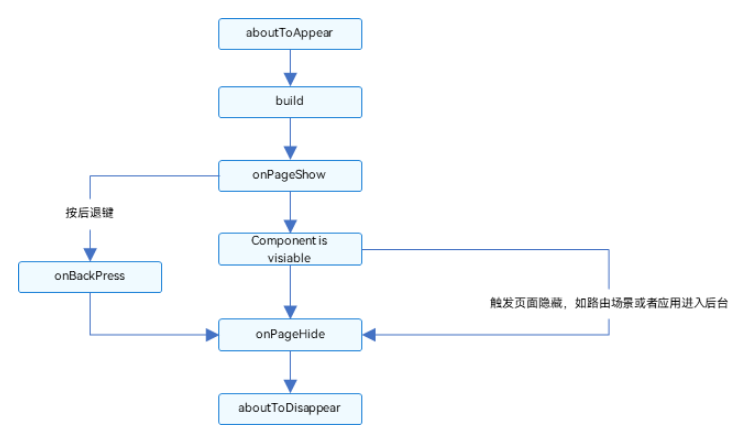 aboutToAppear
build
onPageShow
按后退键
Component is
visiable
onBackPress
触发页面隐藏，如路由场景或者应用进入后台
onPageHide
aboutToDisappear